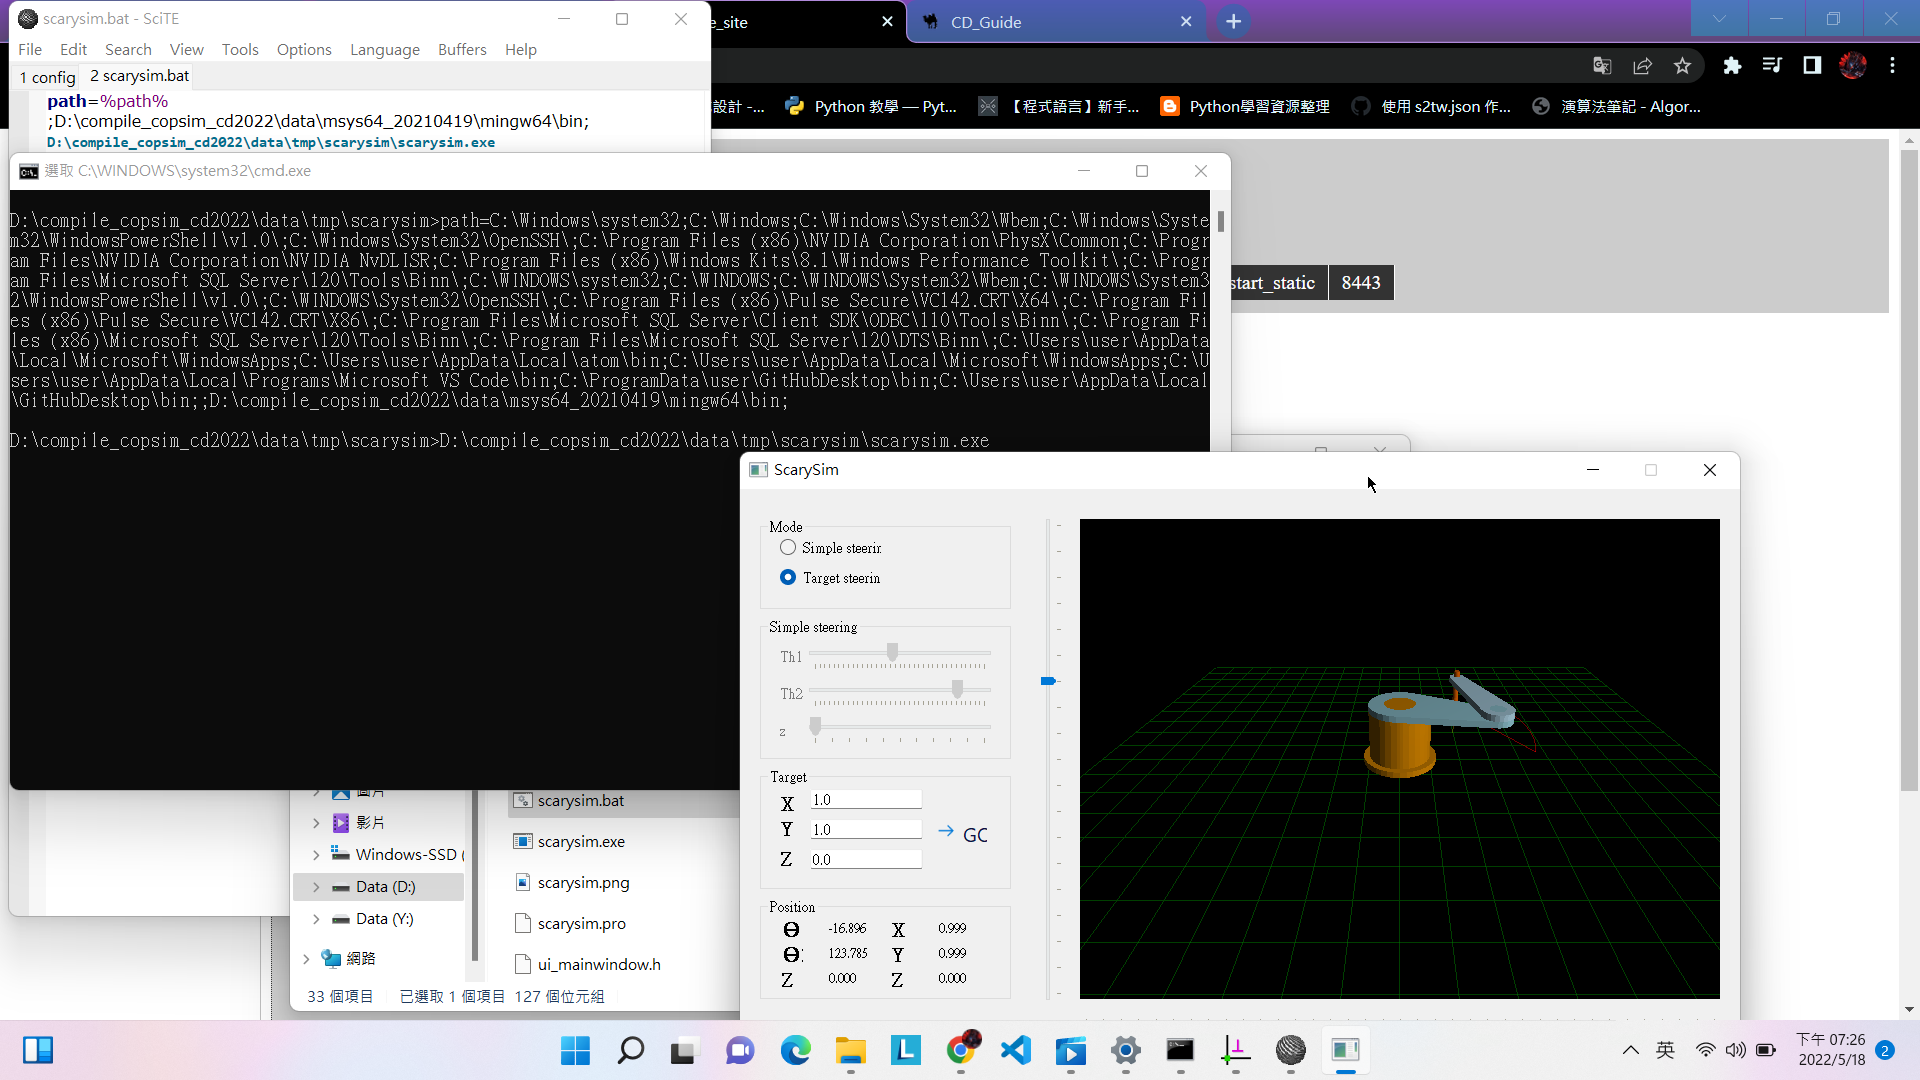 scarysim.bat - SciTE
File Edit Search View Tools Options Language Buffers Help
1 config 2 scarysim.bat
path=%path%
;D:\compile_copsim_cd2022\data\msys64_20210419\mingw64\bin;
D:\compile_copsim_cd2022\data\tmp\scarysim\scarysim.exe
e_site
CD_Guide
設計 -...
Python 教學 — Pyt...
【程式語言】新手...
Python學習資源整理
使用 s2tw.json 作...
演算法筆記 - Algor...
start_static 8443
選取 C:\WINDOWS\system32\cmd.exe
D:\compile_copsim_cd2022\data\tmp\scarysim>path=C:\Windows\system32;C:\Windows;C:\Windows\System32\Wbem;C:\Windows\Syste
m32\WindowsPowerShell\v1.0\;C:\Windows\System32\OpenSSH\;C:\Program Files (x86)\NVIDIA Corporation\PhysX\Common;C:\Progr
am Files\NVIDIA Corporation\NVIDIA NvDLISR;C:\Program Files (x86)\Windows Kits\8.1\Windows Performance Toolkit\;C:\Progr
am Files\Microsoft SQL Server\120\Tools\Binn\;C:\WINDOWS\system32;C:\WINDOWS;C:\WINDOWS\System32\Wbem;C:\WINDOWS\System3
2\WindowsPowerShell\v1.0\;C:\WINDOWS\System32\OpenSSH\;C:\Program Files (x86)\Pulse Secure\VC142.CRT\X64\;C:\Program Fil
es (x86)\Pulse Secure\VC142.CRT\X86\;C:\Program Files\Microsoft SQL Server\Client SDK\ODBC\110\Tools\Binn\;C:\Program Fi
les (x86)\Microsoft SQL Server\120\Tools\Binn\;C:\Program Files\Microsoft SQL Server\120\DTS\Binn\;C:\Users\user\AppData
\Local\Microsoft\WindowsApps;C:\Users\user\AppData\Local\atom\bin;C:\Users\user\AppData\Local\Microsoft\WindowsApps;C:\U
sers\user\AppData\Local\Programs\Microsoft VS Code\bin;C:\ProgramData\user\GitHubDesktop\bin;C:\Users\user\AppData\Local
\GitHubDesktop\bin;;D:\compile_copsim_cd2022\data\msys64_20210419\mingw64\bin;
D:\compile_copsim_cd2022\data\tmp\scarysim>D:\compile_copsim_cd2022\data\tmp\scarysim\scarysim.exe
圖片
影片
Windows-SSD (
Data (D:)
Data (Y:)
網路
scarysim.bat
scarysim.exe
scarysim.png
scarysim.pro
ui_mainwindow.h
33 個項目 已選取 1 個項目 127 個位元組
ScarySim
Mode
Simple steerin
Target steerin
Simple steering
Th1
Th2
z
Target
X 1.0
Y 1.0
Z 0.0
GC
Position
Θ -16.896 X 0.999
Θ: 123.785 Y 0.999
Z 0.000 Z 0.000
英
下午 07:26
2022/5/18
2